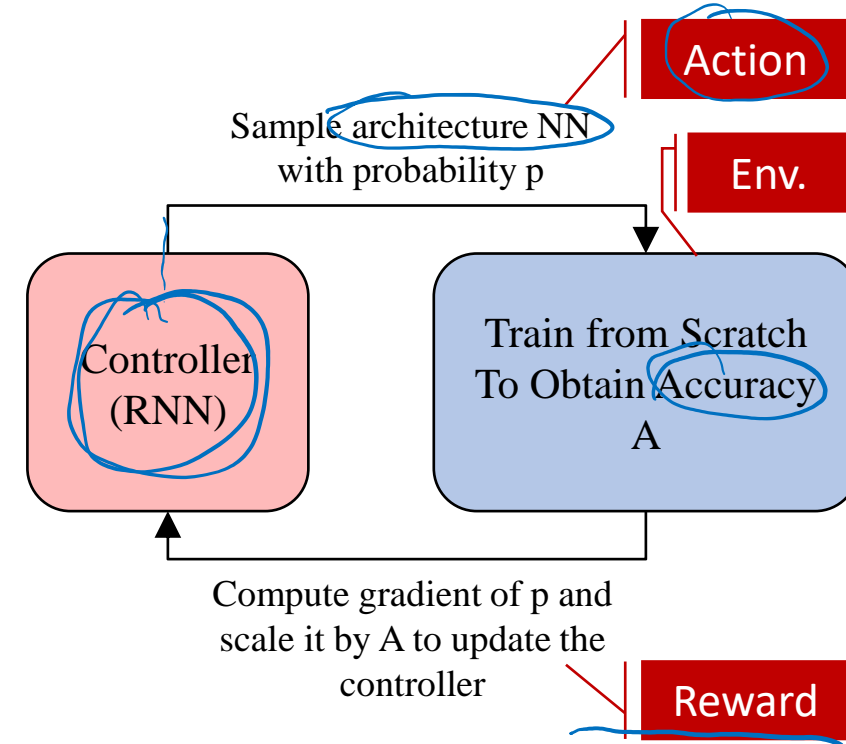 Action
Sample architecture NN
with probability p
Env.
Controller
(RNN)
Train from Scratch
To Obtain Accuracy
A
Compute gradient of p and
scale it by A to update the
controller
Reward